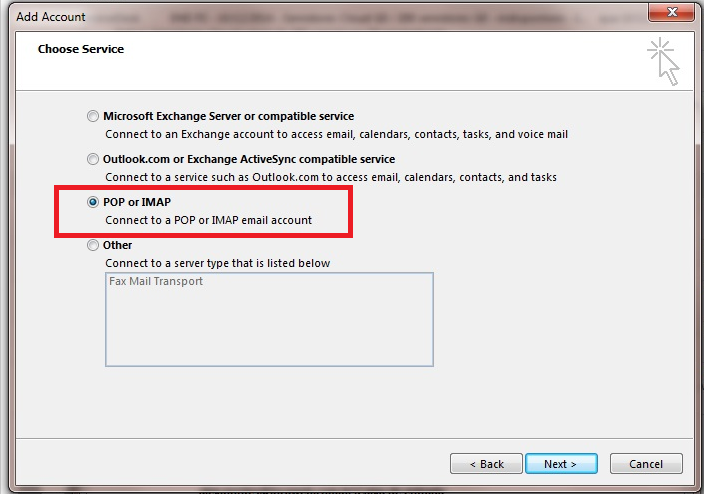 Add Account
Choose Service
Microsoft Exchange Server or compatible service
Connect to an Exchange account to access email, calendars, contacts, tasks, and voice mail
Outlook.com or Exchange ActiveSync compatible service
Connect to a service such as Outlook.com to access email, calendars, contacts, and tasks
POP or IMAP
Connect to a POP or IMAP email account
Other
Connect to a server type that is listed below
Fax Mail Transport
< Back Next > Cancel